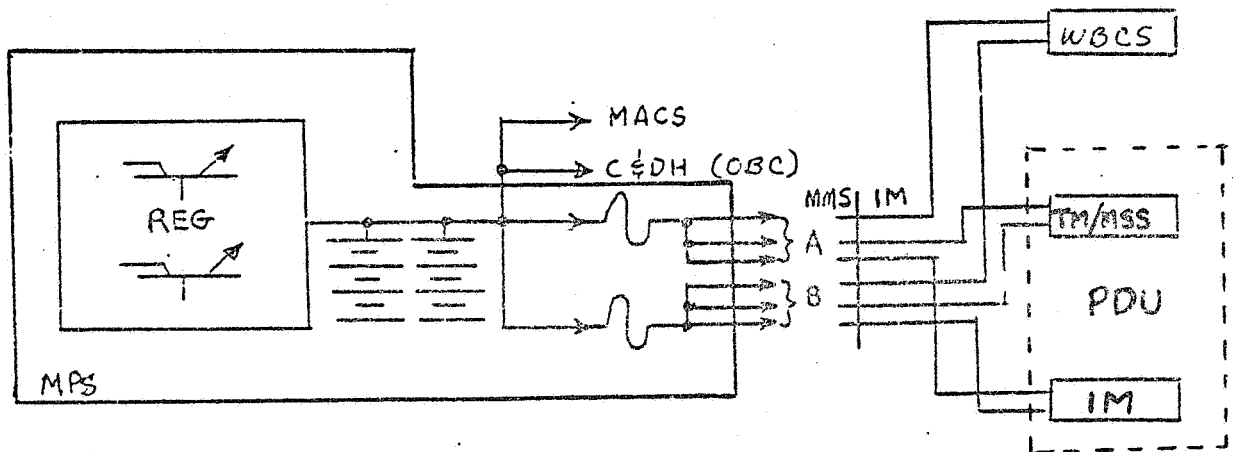 WBCS
MACS
C&DH (OBC)
MMS IM
REG
A
TM/MSS
B
PDU
MPS
IM